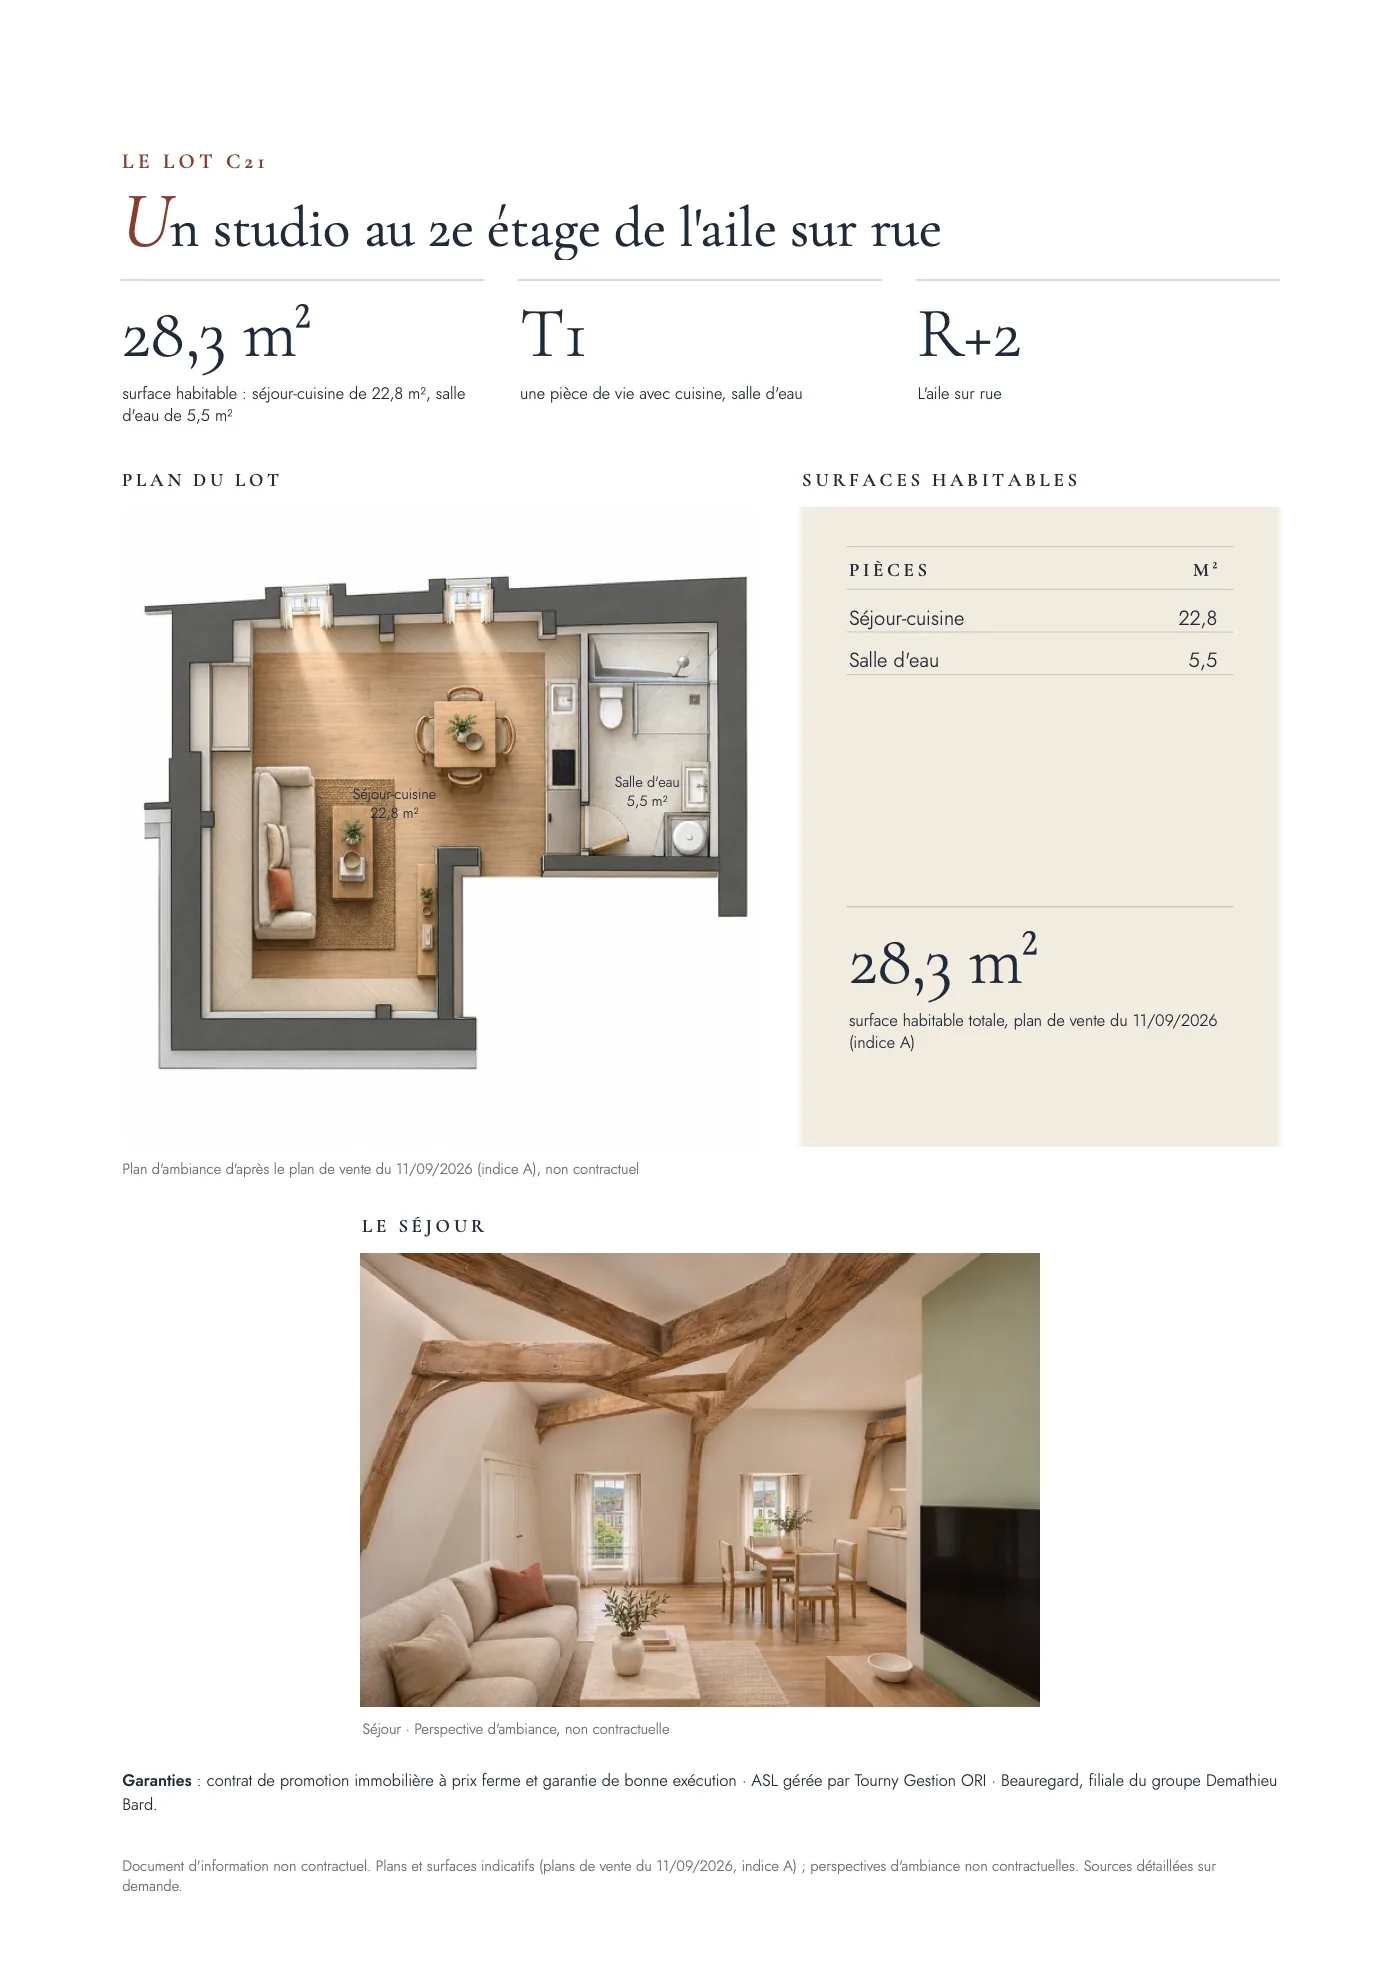 LE LOT C21
Un studio au 2e étage de l'aile sur rue
28,3 m²
surface habitable : séjour-cuisine de 22,8 m², salle
d'eau de 5,5 m²
T1
une pièce de vie avec cuisine, salle d'eau
R+2
L'aile sur rue
PLAN DU LOT
Séjour-cuisine
22,8 m²
Salle d'eau
5,5 m²
Plan d'ambiance d'après le plan de vente du 11/09/2026 (indice A), non contractuel
SURFACES HABITABLES
PIÈCES M²
Séjour-cuisine 22,8
Salle d'eau 5,5
28,3 m²
surface habitable totale, plan de vente du 11/09/2026
(indice A)
LE SÉJOUR
Séjour · Perspective d'ambiance, non contractuelle
Garanties : contrat de promotion immobilière à prix ferme et garantie de bonne exécution · ASL gérée par Tourny Gestion ORI · Beauregard, filiale du groupe Demathieu
Bard.
Document d'information non contractuel. Plans et surfaces indicatifs (plans de vente du 11/09/2026, indice A) ; perspectives d'ambiance non contractuelles. Sources détaillées sur
demande.